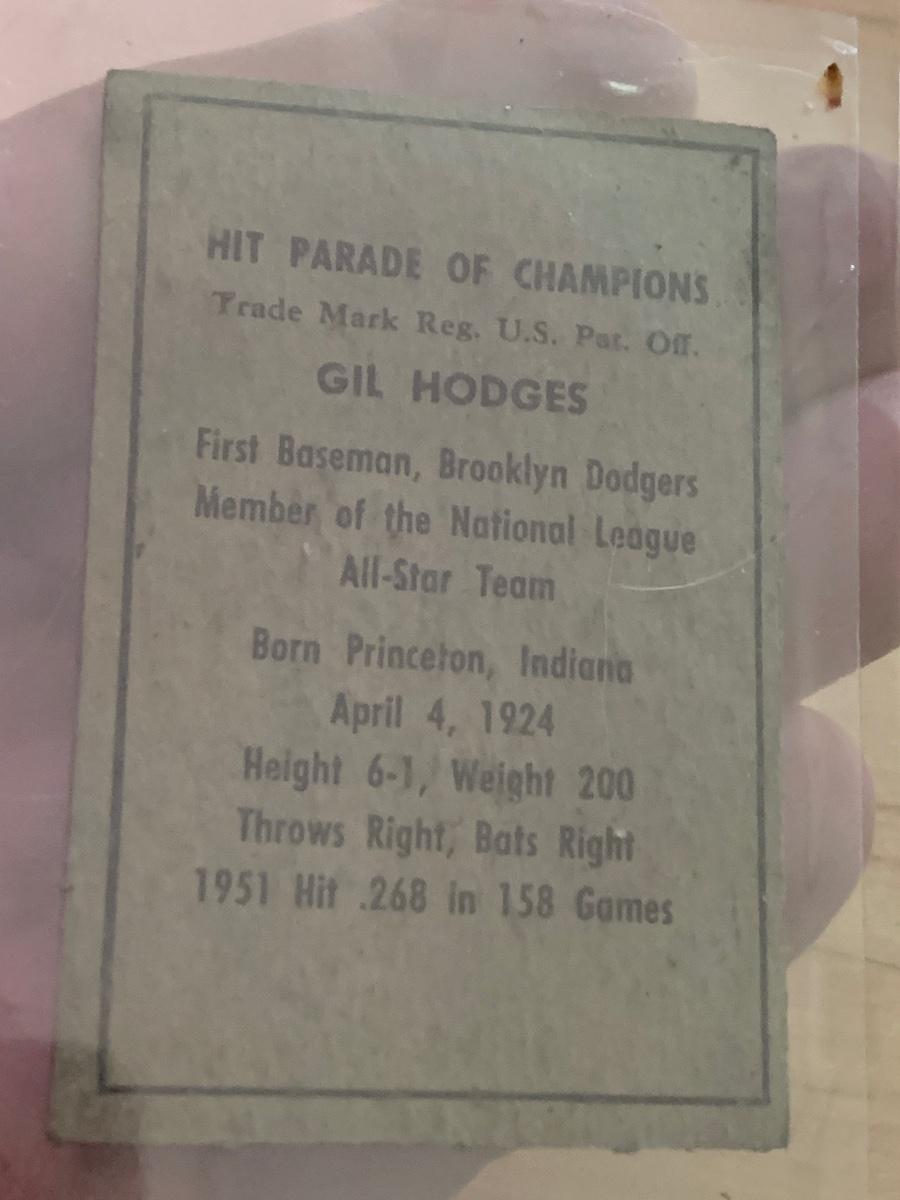 HIT PARADE OF CHAMPIONS
Trade Mark Reg. U.S. Pat. Off.
GIL HODGES
First Baseman, Brooklyn Dodgers
Member of the National League
All-Star Team
Born Princeton, Indiana
April 4, 1924
Height 6-1, Weight 200
Throws Right, Bats Right
1951 Hit .268 in 158 Games